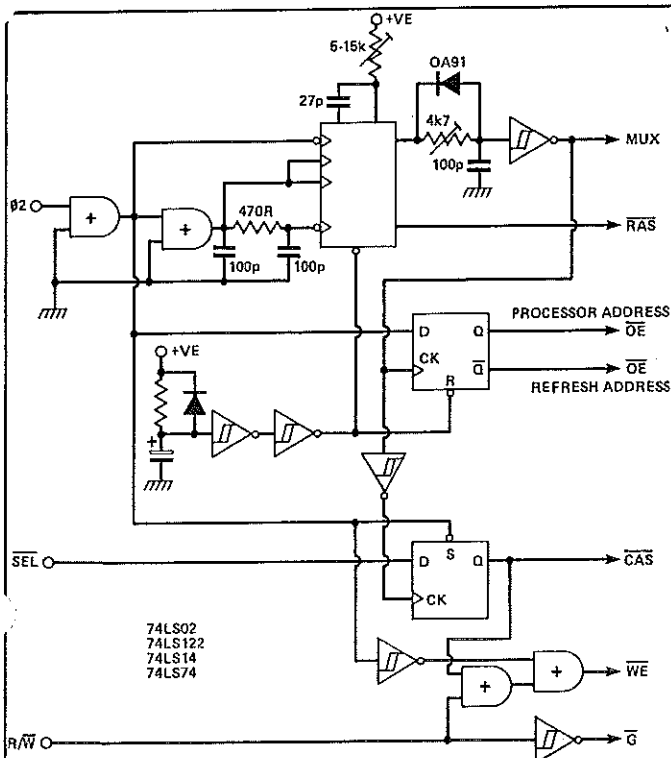 +VE
5-15k
OA91
27p
4k7
MUX
100p
Ø2
+
+
470R
RAS
100p
100p
PROCESSOR ADDRESS
D
Q
OE
+VE
CK
Q
OE
R
REFRESH ADDRESS
+
SEL
S
D
Q
CAS
CK
74LS02
74LS122
74LS14
74LS74
+
+
WE
R/W
G